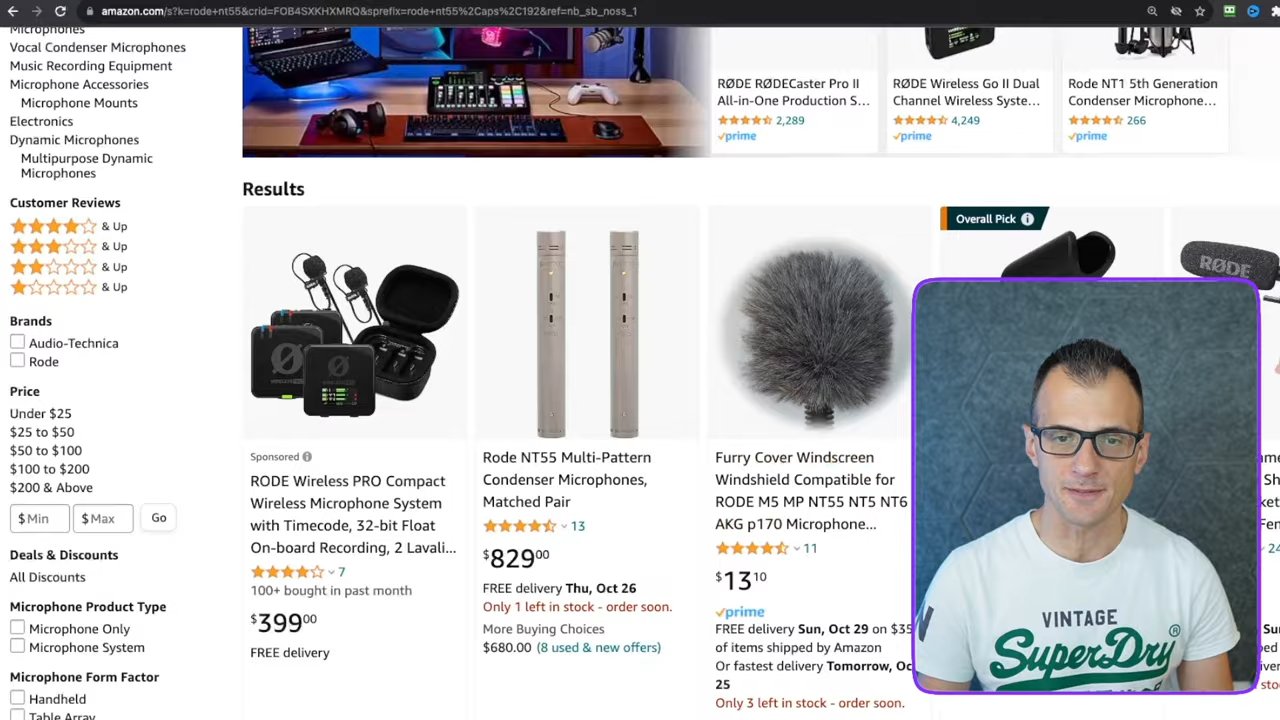 amazon.com/s?k=rode+nt55&crid=FOB4SXKHXMRQ&sprefix=rode+nt55%2Caps%2C192&ref=nb_sb_noss_1
Microphones
Vocal Condenser Microphones
Music Recording Equipment
Microphone Accessories
Microphone Mounts
Electronics
Dynamic Microphones
Multipurpose Dynamic
Microphones
Customer Reviews
& Up
& Up
& Up
& Up
Brands
Audio-Technica
Rode
Price
Under $25
$25 to $50
$50 to $100
$100 to $200
$200 & Above
$ Min
$ Max
Go
Deals & Discounts
All Discounts
Microphone Product Type
Microphone Only
Microphone System
Microphone Form Factor
Handheld
Table Array
RØDE RØDECaster Pro II
All-in-One Production S...
2,289
prime
RØDE Wireless Go II Dual
Channel Wireless Syste...
4,249
prime
Rode NT1 5th Generation
Condenser Microphone...
266
prime
Results
Sponsored
RODE Wireless PRO Compact
Wireless Microphone System
with Timecode, 32-bit Float
On-board Recording, 2 Lavali...
7
100+ bought in past month
$39900
FREE delivery
Rode NT55 Multi-Pattern
Condenser Microphones,
Matched Pair
13
$82900
FREE delivery Thu, Oct 26
Only 1 left in stock - order soon.
More Buying Choices
$680.00 (8 used & new offers)
Furry Cover Windscreen
Windshield Compatible for
RODE M5 MP NT55 NT5 NT6
AKG p170 Microphone...
11
$1310
prime
FREE delivery Sun, Oct 29 on $35
of items shipped by Amazon
Or fastest delivery Tomorrow, Oc
25
Only 3 left in stock - order soon.
Overall Pick
RØDE
VINTAGE
SuperDry®